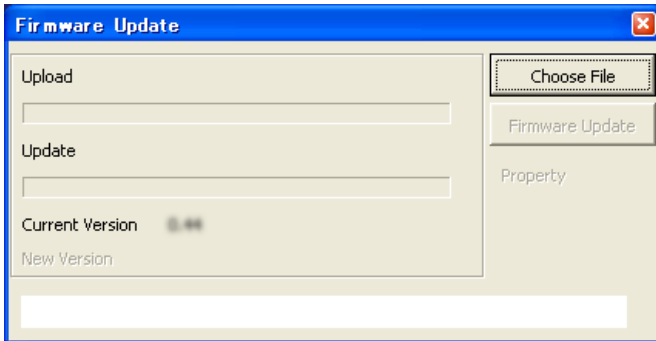 Firmware Update
Upload
Choose File
Firmware Update
Update
Property
Current Version
New Version